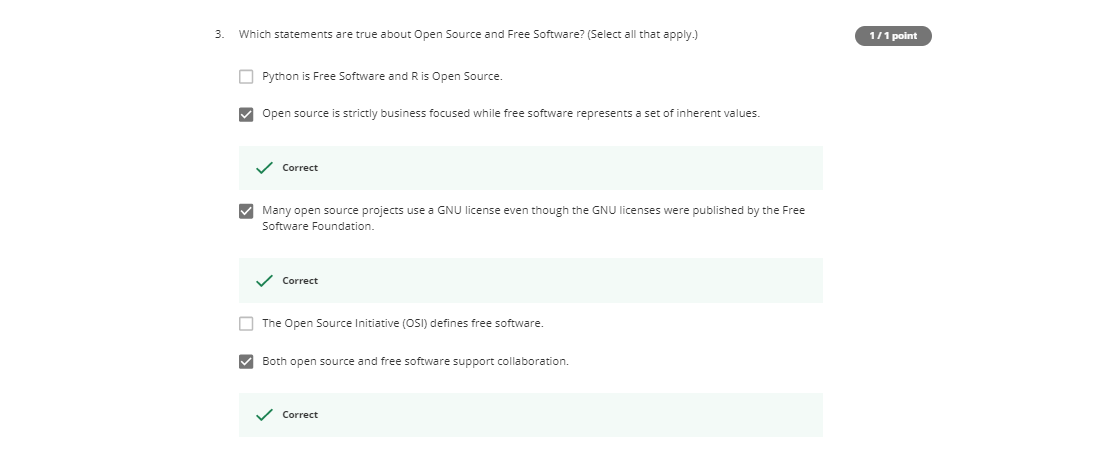 3. Which statements are true about Open Source and Free Software? (Select all that apply.)
1 / 1 point
Python is Free Software and R is Open Source.
Open source is strictly business focused while free software represents a set of inherent values.
Correct
Many open source projects use a GNU license even though the GNU licenses were published by the Free
Software Foundation.
Correct
The Open Source Initiative (OSI) defines free software.
Both open source and free software support collaboration.
Correct